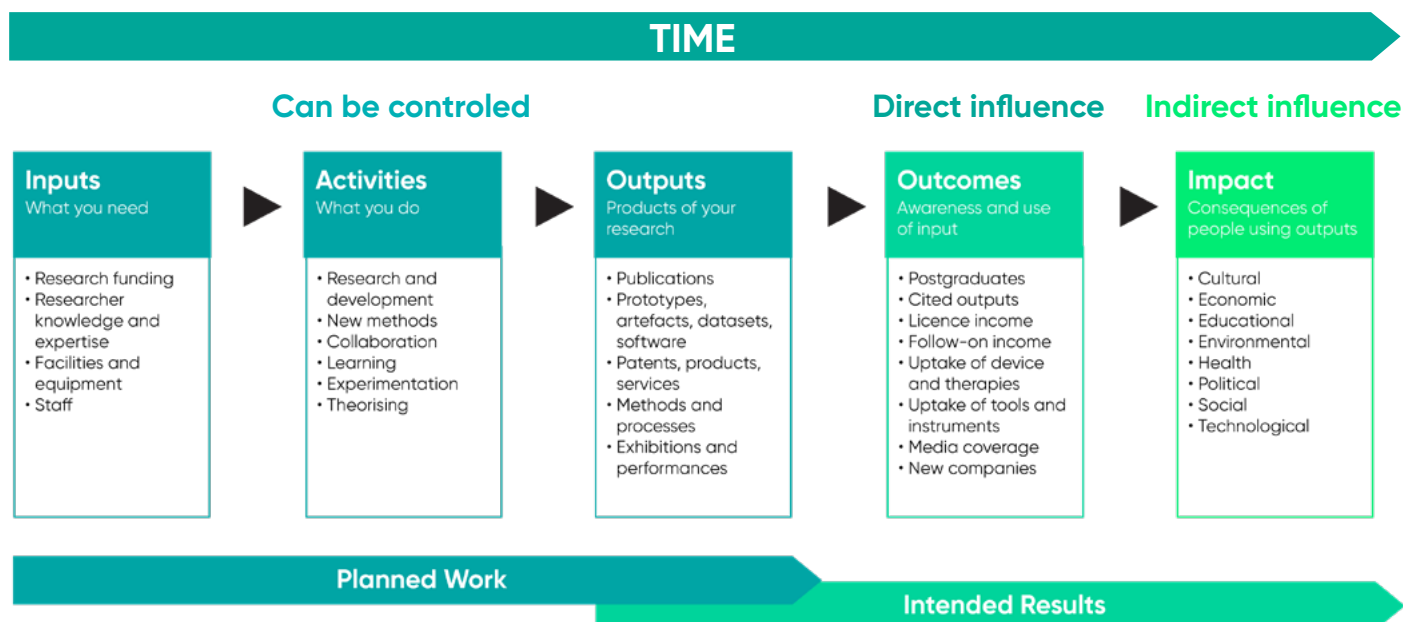 TIME
Can be controled
Direct influence
Indirect influence
Inputs
What you need
• Research funding
• Researcher
knowledge and
expertise
• Facilities and
equipment
• Staff
Activities
What you do
• Research and
development
• New methods
• Collaboration
• Learning
• Experimentation
• Theorising
Outputs
Products of your
research
• Publications
• Prototypes,
artefacts, datasets,
software
• Patents, products,
services
• Methods and
processes
• Exhibitions and
performances
Outcomes
Awareness and use
of input
• Postgraduates
• Cited outputs
• Licence income
• Follow-on income
• Uptake of device
and therapies
• Uptake of tools and
instruments
• Media coverage
• New companies
Impact
Consequences of
people using outputs
• Cultural
• Economic
• Educational
• Environmental
• Health
• Political
• Social
• Technological
Planned Work
Intended Results